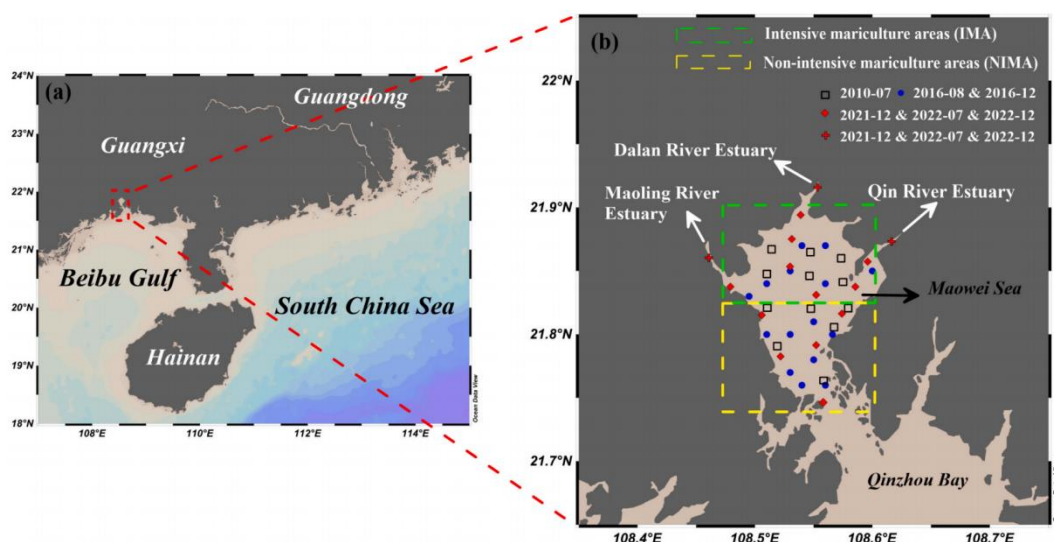 (a)
24°N
23°N
22°N
21°N
20°N
19°N
18°N
108°E
110°E
112°E
114°E
Guangdong
Guangxi
Beibu Gulf
South China Sea
Hainan
Ocean Data View
(b)
Intensive mariculture areas (IMA)
Non-intensive mariculture areas (NIMA)
2010-07 2016-08 & 2016-12
2021-12 & 2022-07 & 2022-12
2021-12 & 2022-07 & 2022-12
Dalan River Estuary
Maoling River
Estuary
Qin River Estuary
Maowei Sea
Qinzhou Bay
22°N
21.9°N
21.8°N
21.7°N
108.4°E
108.5°E
108.6°E
108.7°E